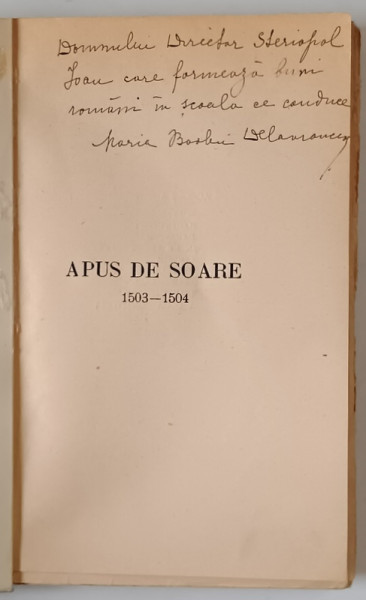 Domnului Director Steriopol
Ioan care formează buni
români în școala ce conduce
Maria Barbu Delavrancea
APUS DE SOARE
1503—1504